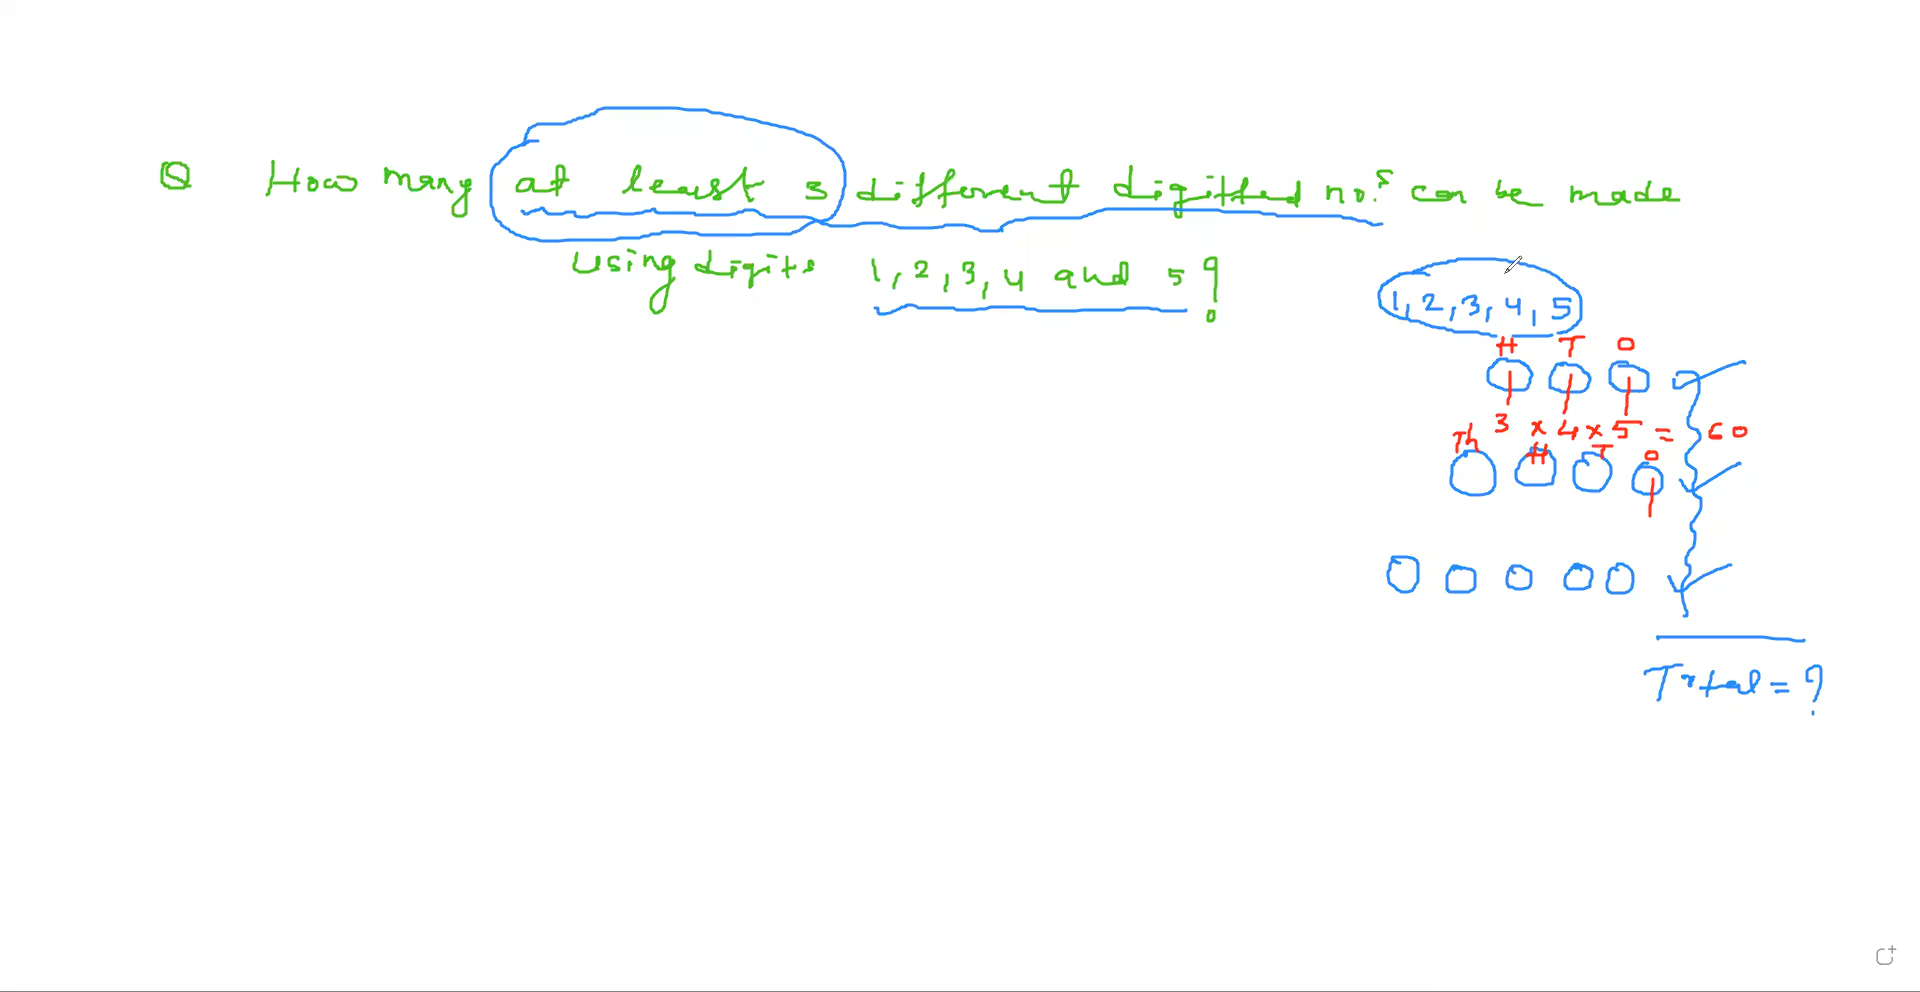 Q How many at least 3 different digitted no.s can be made
using digits 1, 2, 3, 4 and 5?
1, 2, 3, 4, 5
H T O
3 x 4 x 5 = 60
Th H T O
Total = ?